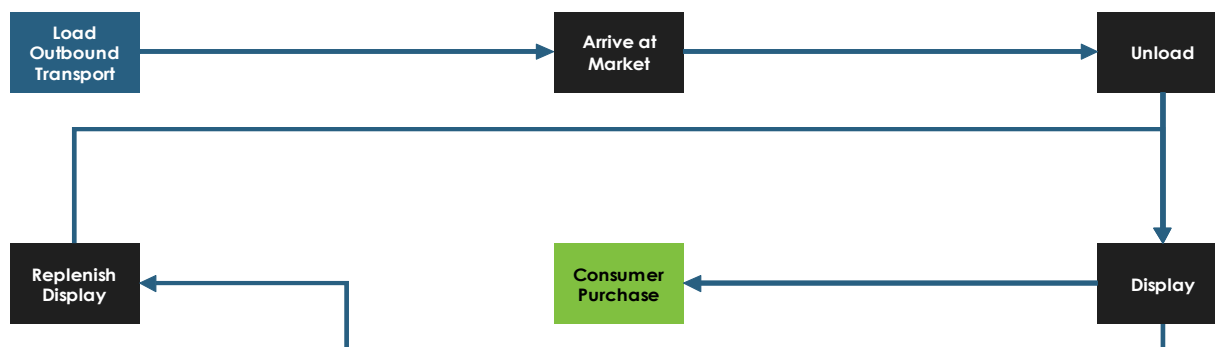 Load
Outbound
Transport
Arrive at
Market
Unload
Replenish
Display
Consumer
Purchase
Display